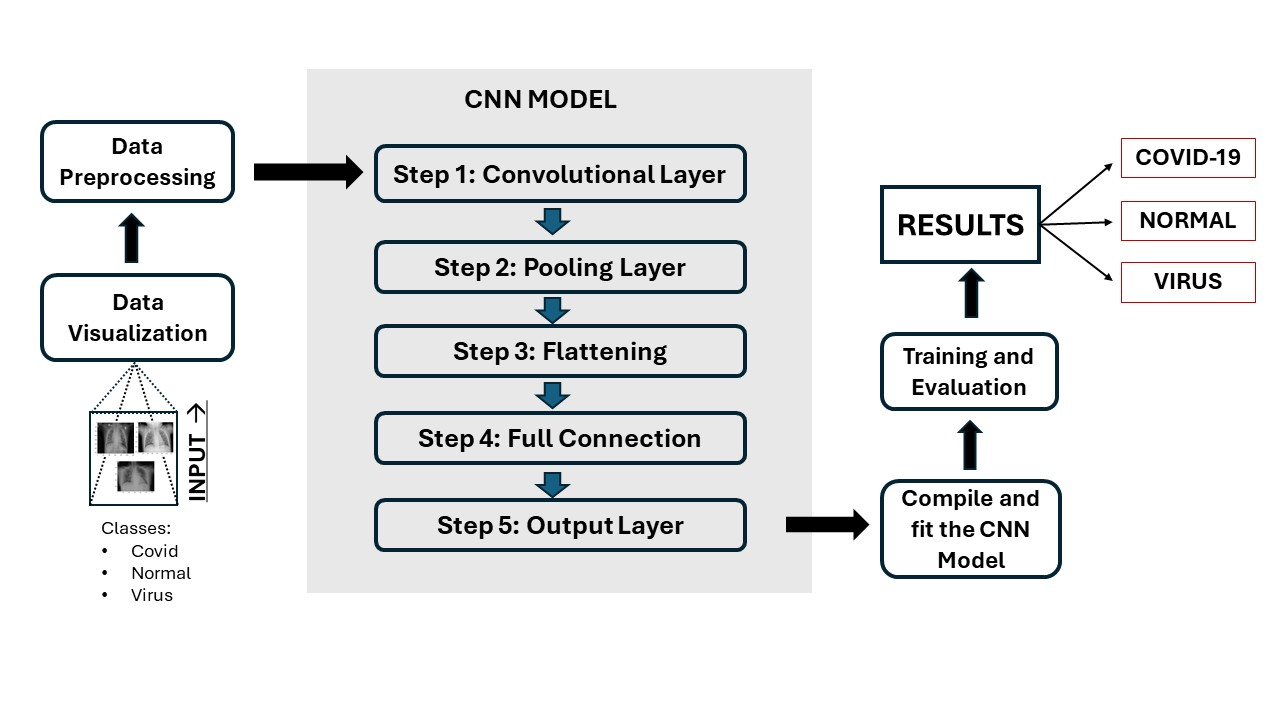 Data
Preprocessing
Data
Visualization
INPUT →
Classes:
• Covid
• Normal
• Virus
CNN MODEL
Step 1: Convolutional Layer
Step 2: Pooling Layer
Step 3: Flattening
Step 4: Full Connection
Step 5: Output Layer
Compile and
fit the CNN
Model
Training and
Evaluation
RESULTS
COVID-19
NORMAL
VIRUS